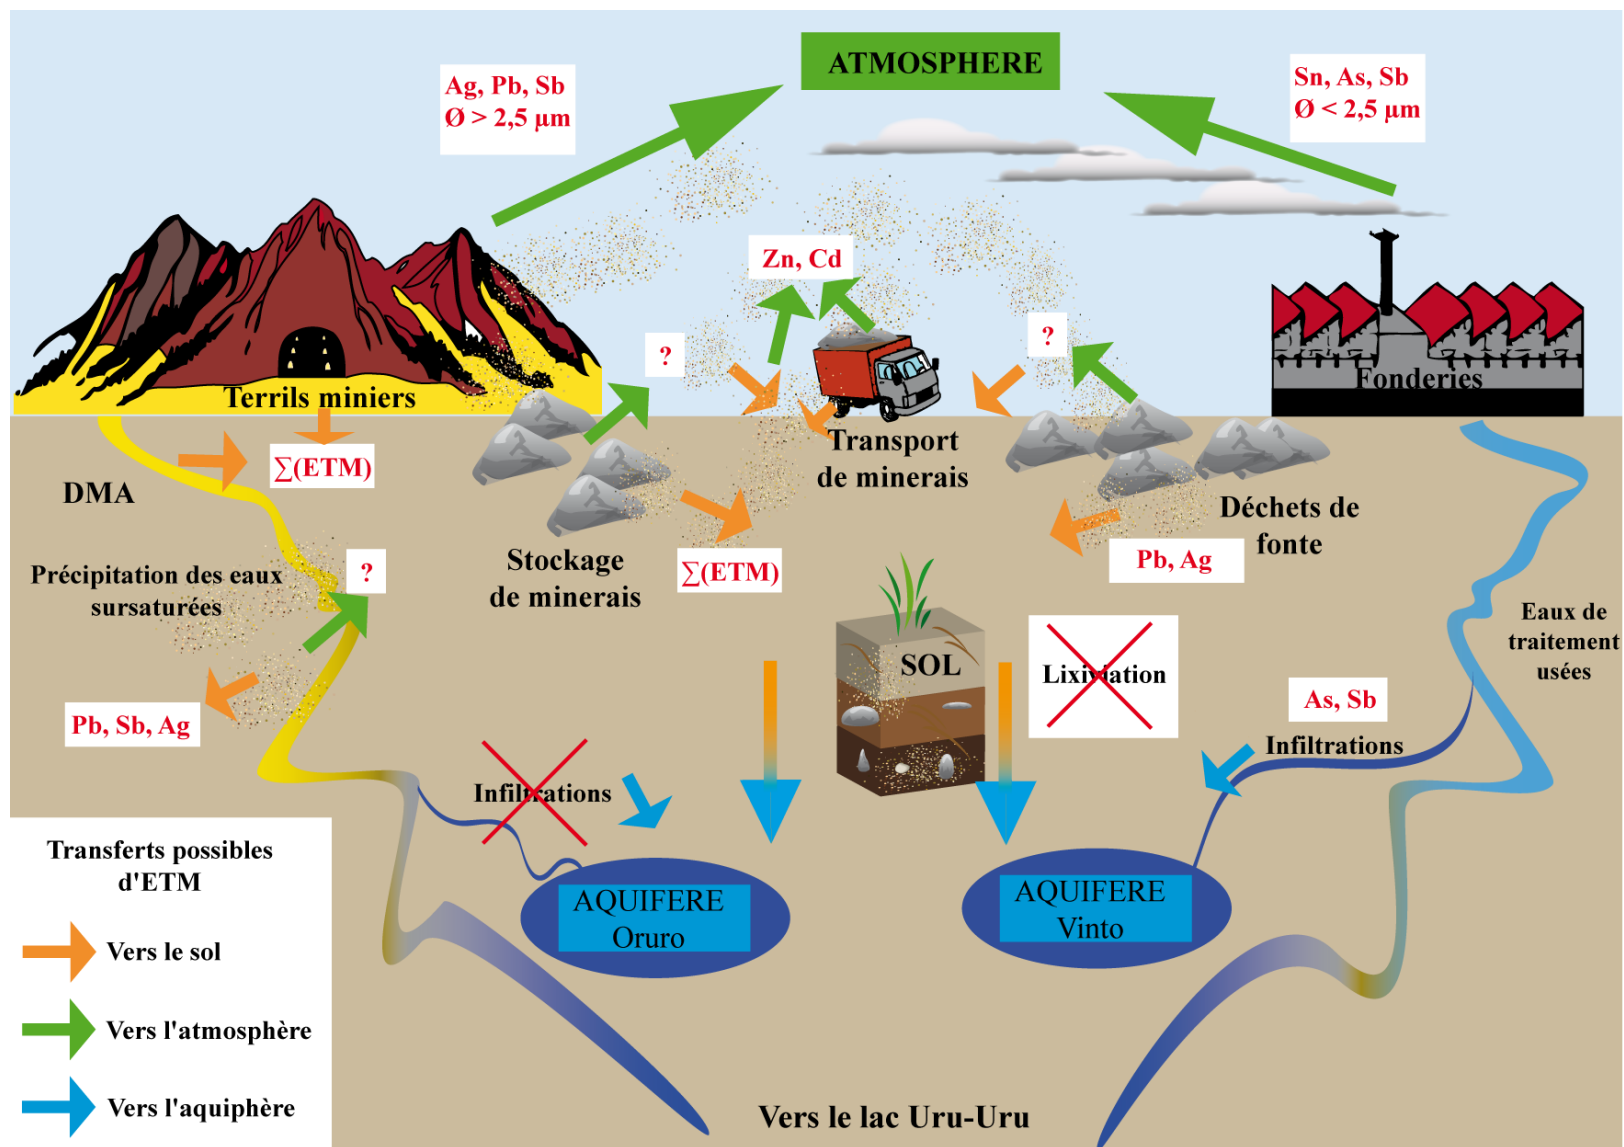 ATMOSPHERE
Ag, Pb, Sb
Ø > 2,5 µm
Sn, As, Sb
Ø < 2,5 µm
Zn, Cd
?
?
Terrils miniers
Fonderies
∑(ETM)
DMA
Transport
de minerais
Déchets de
fonte
Pb, Ag
Stockage
de minerais
∑(ETM)
?
Précipitation des eaux
sursaturées
Pb, Sb, Ag
SOL
Lixiviation
Eaux de
traitement
usées
As, Sb
Infiltrations
Infiltrations
AQUIFERE
Oruro
AQUIFERE
Vinto
Transferts possibles
d'ETM
Vers le sol
Vers l'atmosphère
Vers l'aquiphère
Vers le lac Uru-Uru